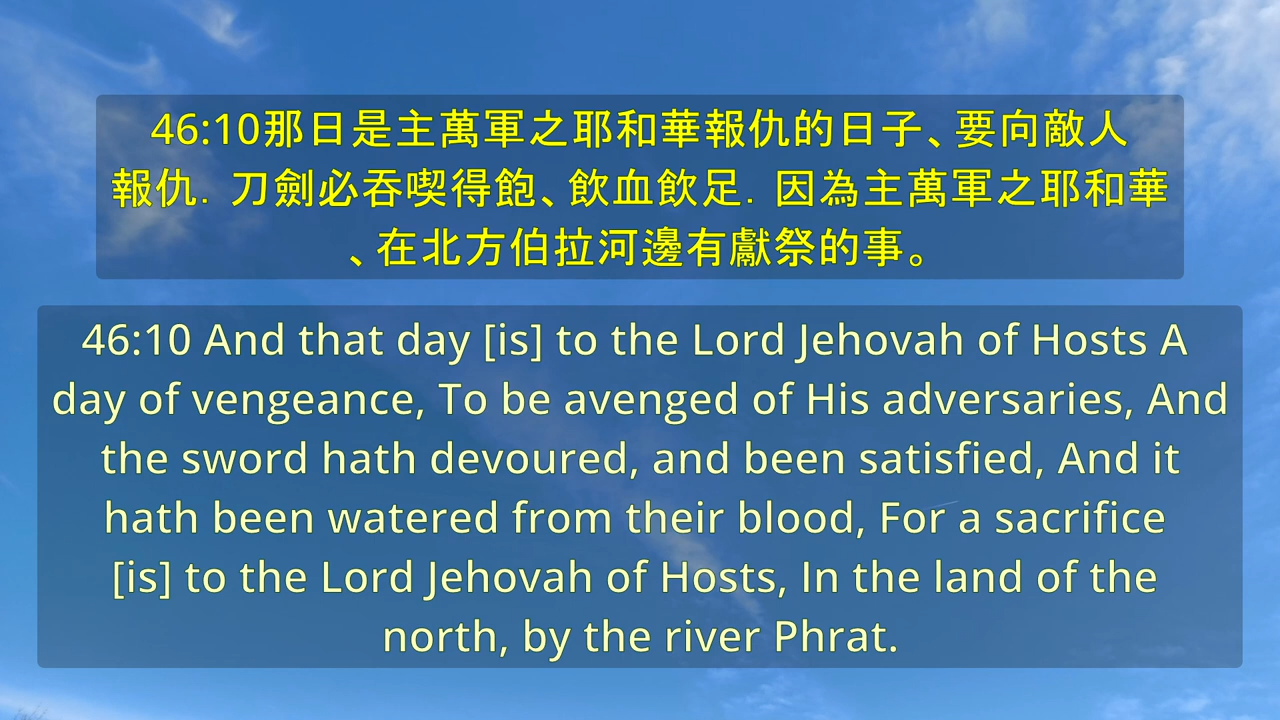 46:10那日是主萬軍之耶和華報仇的日子、要向敵人
報仇．刀劍必吞喫得飽、飲血飲足．因為主萬軍之耶和華
、在北方伯拉河邊有獻祭的事。
46:10 And that day [is] to the Lord Jehovah of Hosts A
day of vengeance, To be avenged of His adversaries, And
the sword hath devoured, and been satisfied, And it
hath been watered from their blood, For a sacrifice
[is] to the Lord Jehovah of Hosts, In the land of the
north, by the river Phrat.